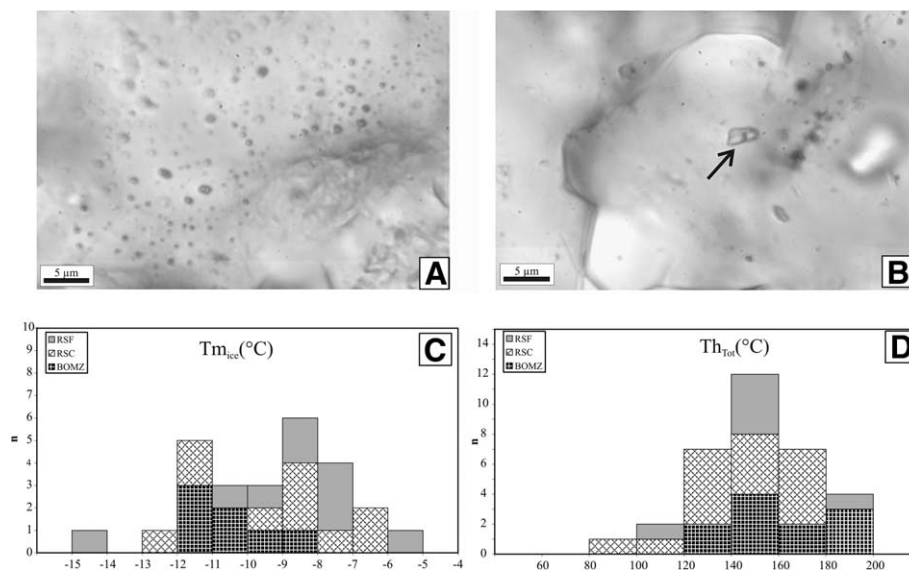 5 µm
A
5 µm
B
RSF
RSC
BOMZ
Tm_ice(°C)
C
10
9
8
7
6
5
4
3
2
1
0
n
-15 -14 -13 -12 -11 -10 -9 -8 -7 -6 -5 -4
RSF
RSC
BOMZ
Th_Tot(°C)
D
14
12
10
8
6
4
2
0
n
60 80 100 120 140 160 180 200